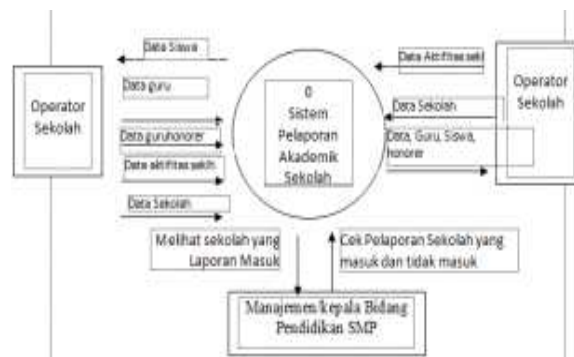 Data Siswa
Data guru
Operator
Sekolah
Data guruhonorer
Data aktifitas seklh
Data Sekolah
0
Sistem
Pelaporan
Akademik
Sekolah
Data Aktifitas sekl
Data Sekolah
Data, Guru, Siswa,
honorer
Operator
Sekolah
Melihat sekolah yang
Laporan Masuk
Cek Pelaporan Sekolah yang
masuk dan tidak masuk
Manajemen/kepala Bidang
Pendidikan SMP